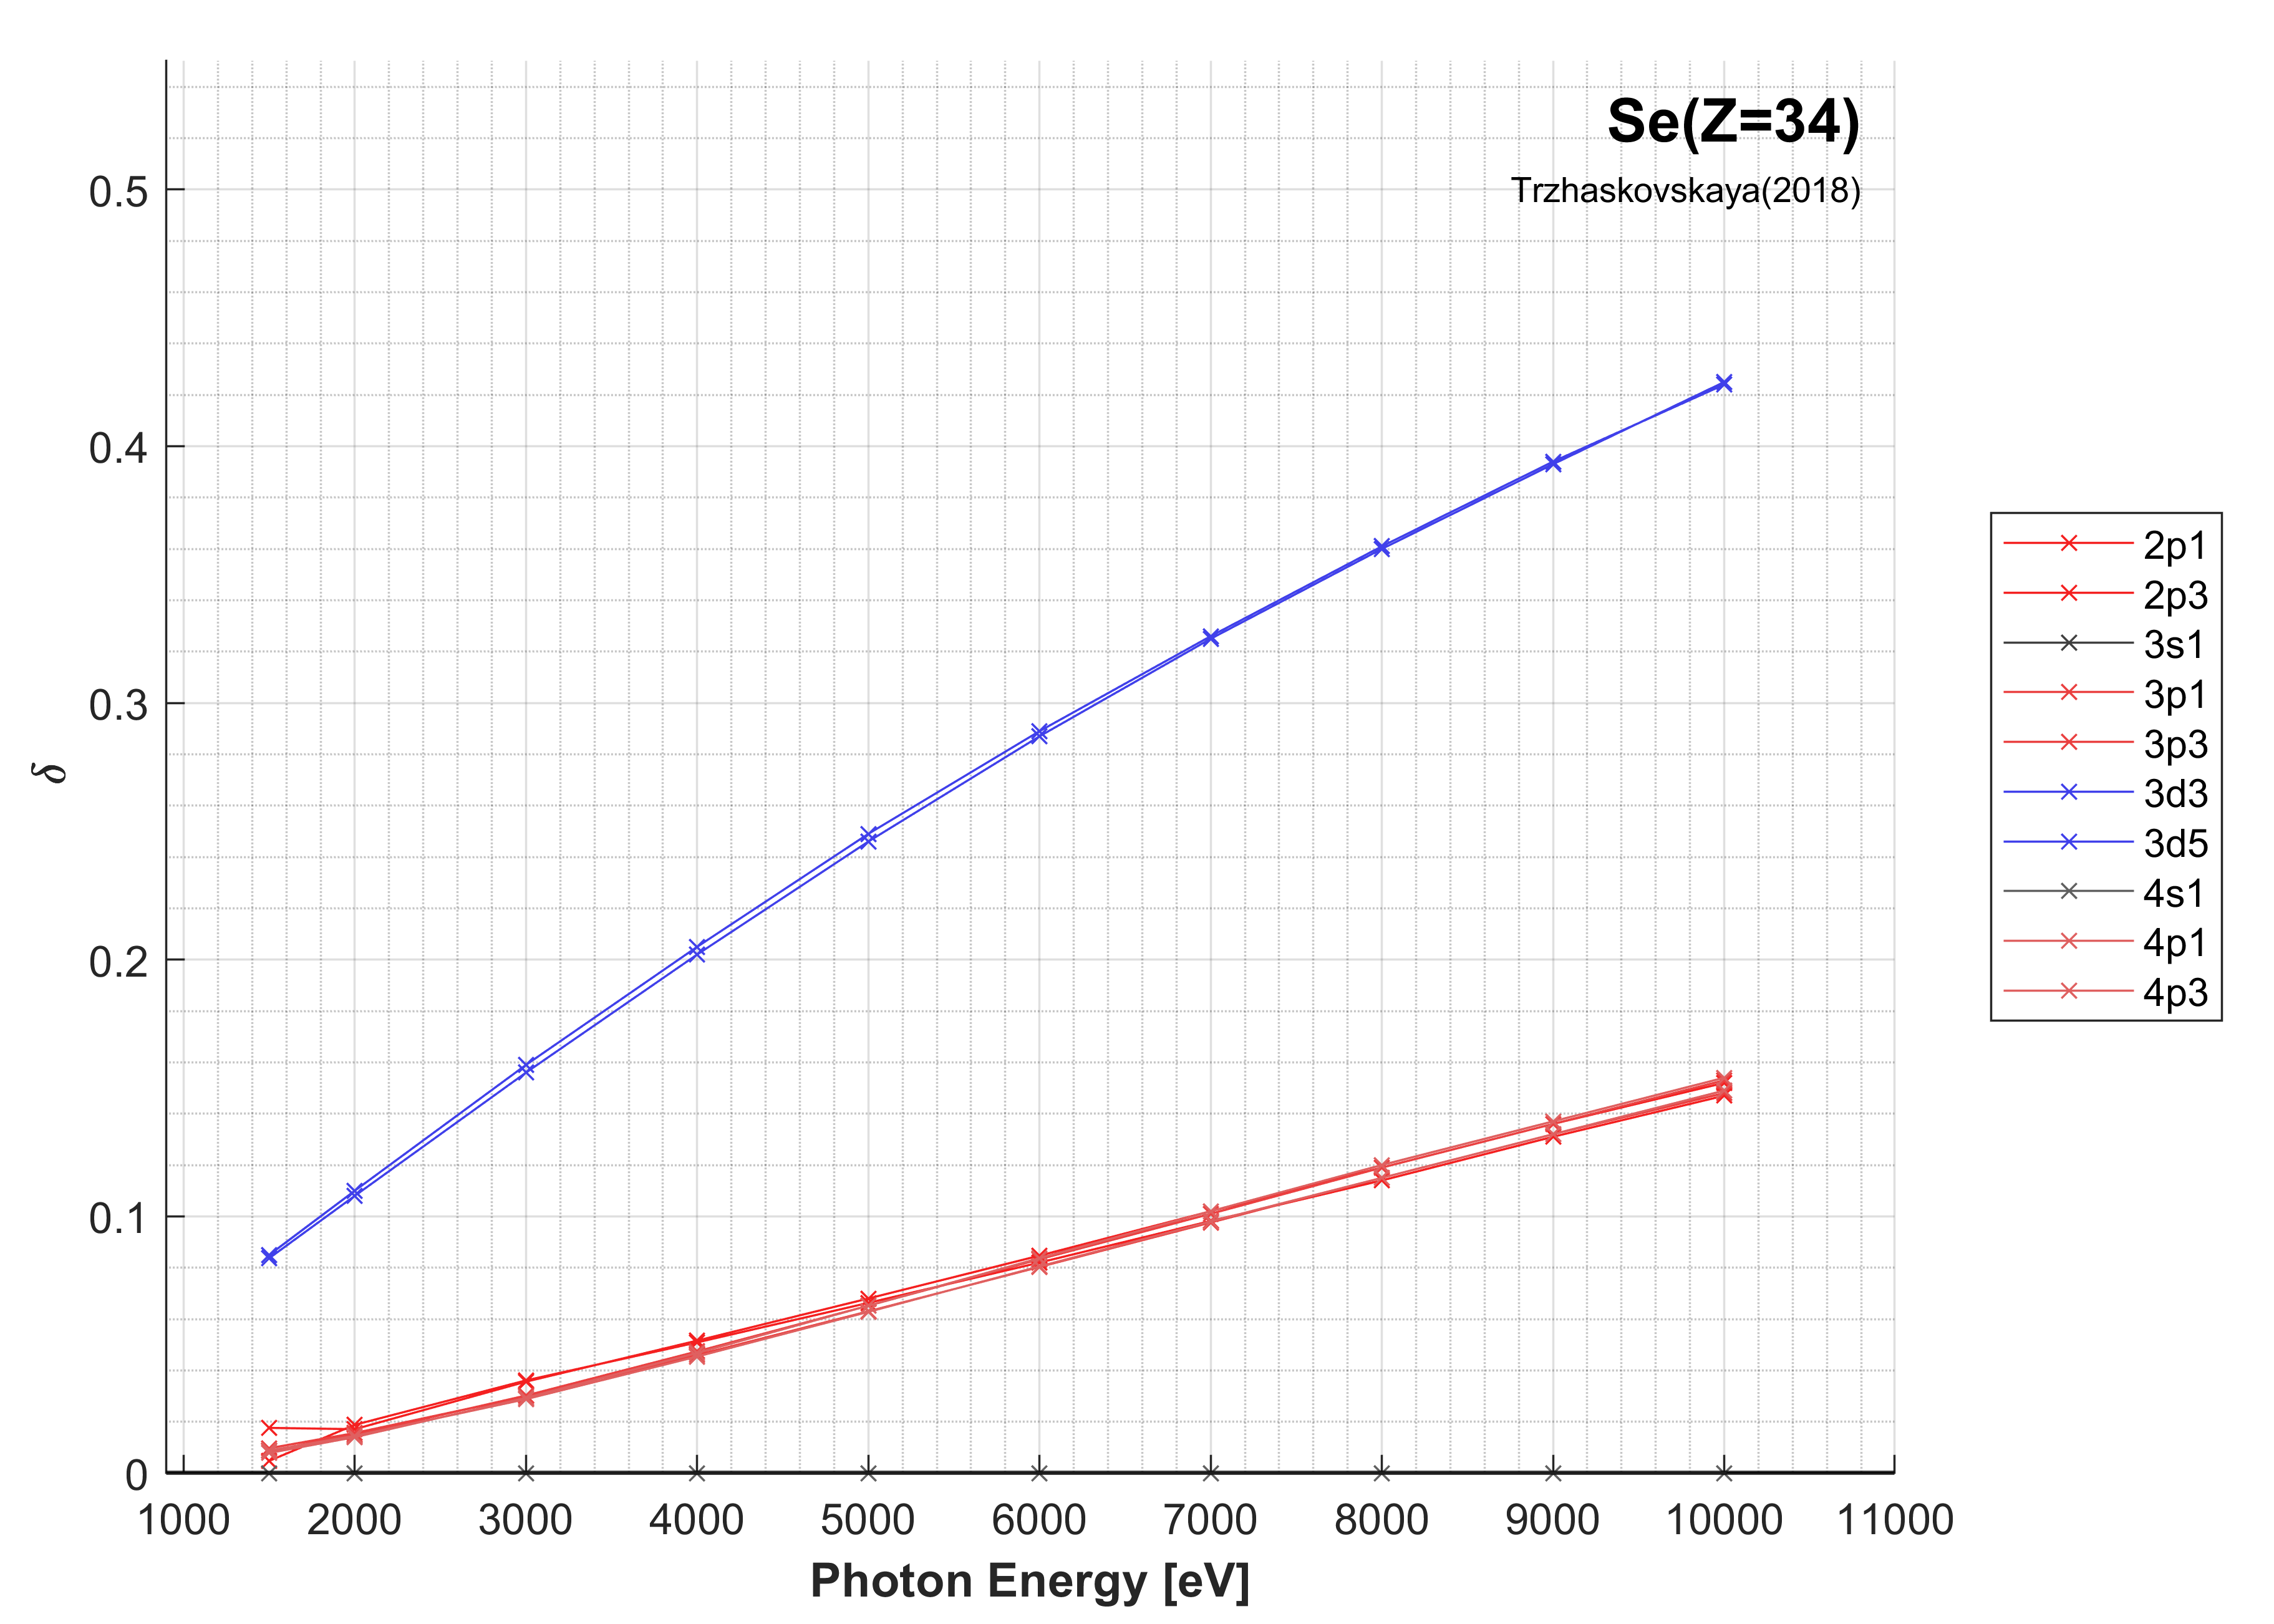 Se(Z=34)
Trzhaskovskaya(2018)
0.5
0.4
0.3
0.2
0.1
0
δ
1000 2000 3000 4000 5000 6000 7000 8000 9000 10000 11000
Photon Energy [eV]
2p1
2p3
3s1
3p1
3p3
3d3
3d5
4s1
4p1
4p3